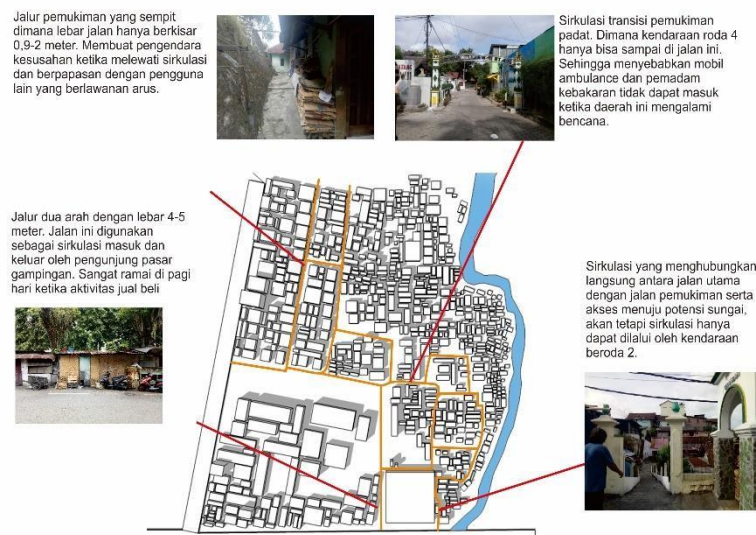 Jalur pemukiman yang sempit
dimana lebar jalan hanya berkisar
0,9-2 meter. Membuat pengendara
kesusahan ketika melewati sirkulasi
dan berpapasan dengan pengguna
lain yang berlawanan arus.
Sirkulasi transisi pemukiman
padat. Dimana kendaraan roda 4
hanya bisa sampai di jalan ini.
Sehingga menyebabkan mobil
ambulance dan pemadam
kebakaran tidak dapat masuk
ketika daerah ini mengalami
bencana.
Jalur dua arah dengan lebar 4-5
meter. Jalan ini digunakan
sebagai sirkulasi masuk dan
keluar oleh pengunjung pasar
gampingan. Sangat ramai di pagi
hari ketika aktivitas jual beli
Sirkulasi yang menghubungkan
langsung antara jalan utama
dengan jalan pemukiman serta
akses menuju potensi sungai,
akan tetapi sirkulasi hanya
dapat dilalui oleh kendaraan
beroda 2.